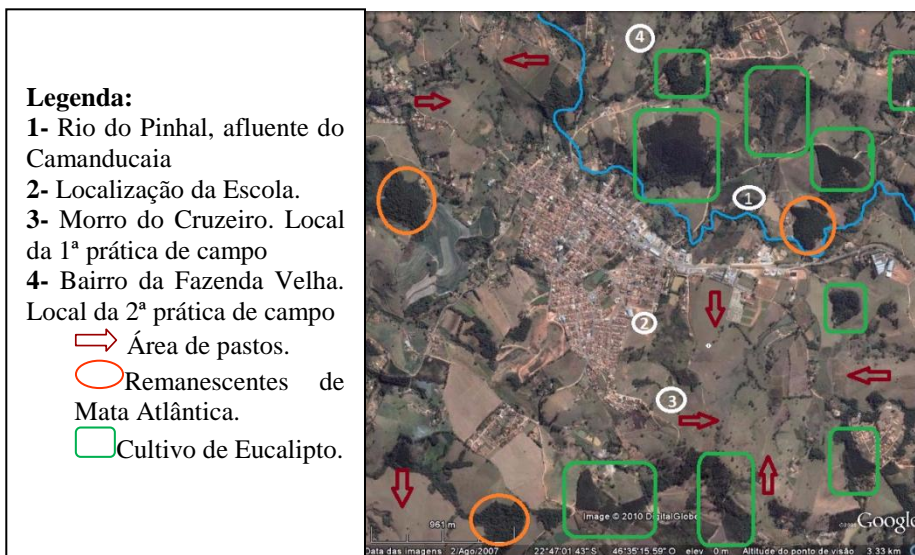 Legenda:
1- Rio do Pinhal, afluente do
Camanducaia
2- Localização da Escola.
3- Morro do Cruzeiro. Local
da 1ª prática de campo
4- Bairro da Fazenda Velha.
Local da 2ª prática de campo
Área de pastos.
Remanescentes de
Mata Atlântica.
Cultivo de Eucalipto.
4
1
2
3
961 m
Image © 2010 DigitalGlobe
Google
Data das imagens 2/Ago/2007 22°47'01.43" S 46°35'15.59" O elev 0 m Altitude do ponto de visão 3.33 km